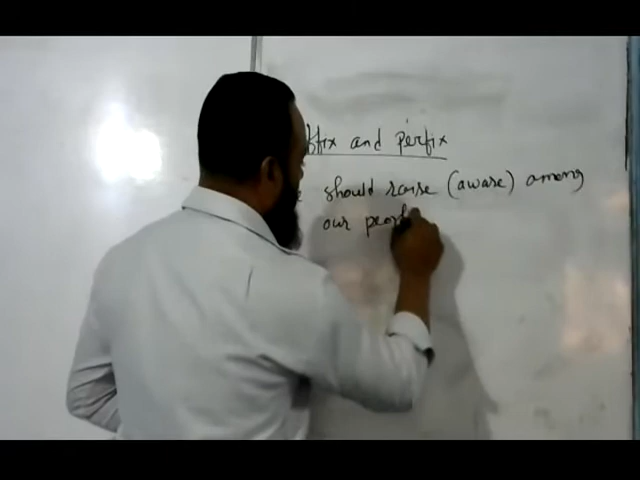 and perfix
should raise (aware) among
our